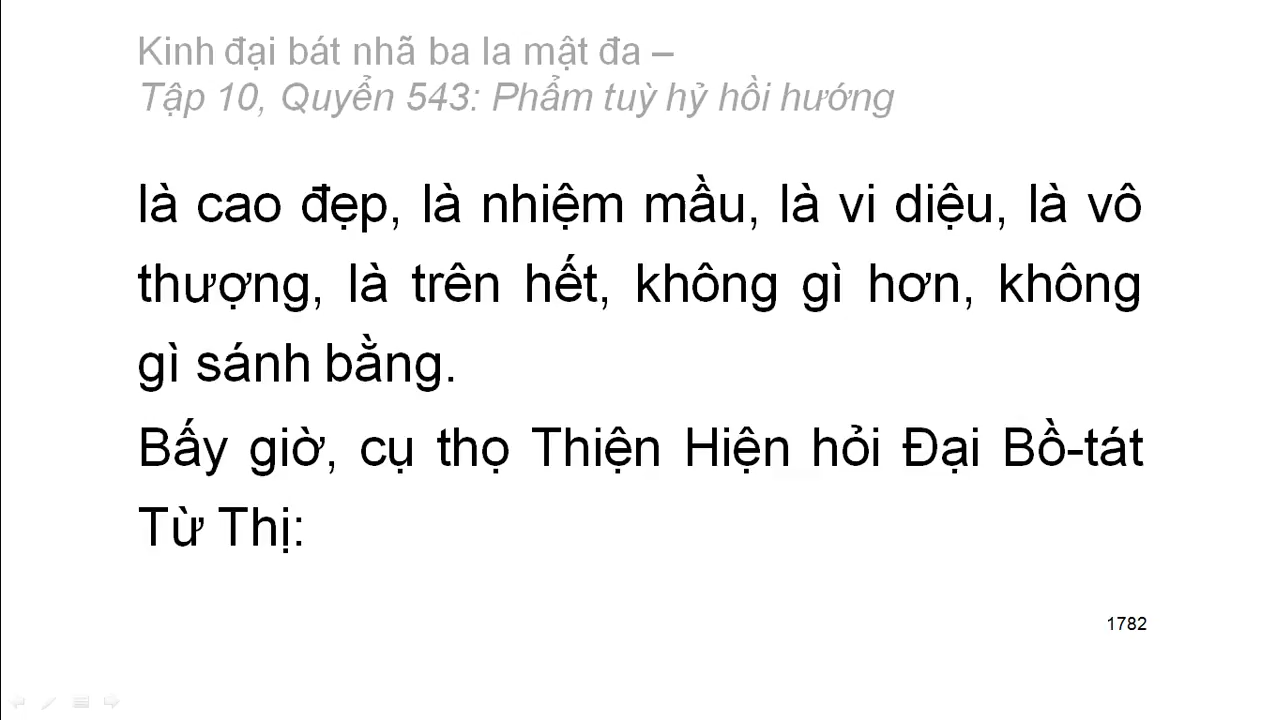 Kinh đại bát nhã ba la mật đa –
Tập 10, Quyển 543: Phẩm tuỳ hỷ hồi hướng
là cao đẹp, là nhiệm mầu, là vi diệu, là vô
thượng, là trên hết, không gì hơn, không
gì sánh bằng.
Bấy giờ, cụ thọ Thiện Hiện hỏi Đại Bồ-tát
Từ Thị:
1782